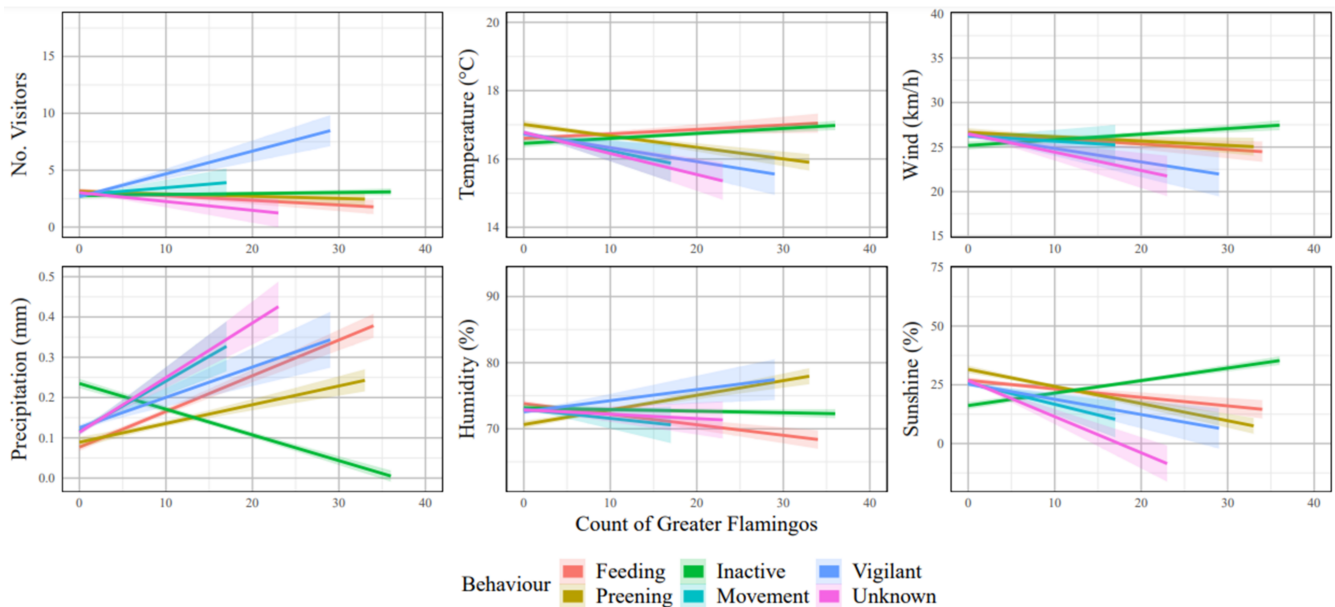 No. Visitors
15
10
5
0
0 10 20 30 40
Temperature (°C)
20
18
16
14
0 10 20 30 40
Wind (km/h)
40
35
30
25
20
15
0 10 20 30 40
Precipitation (mm)
0.5
0.4
0.3
0.2
0.1
0.0
0 10 20 30 40
Humidity (%)
90
80
70
0 10 20 30 40
Sunshine (%)
75
50
25
0
0 10 20 30 40
Count of Greater Flamingos
Behaviour
Feeding Inactive Vigilant
Preening Movement Unknown